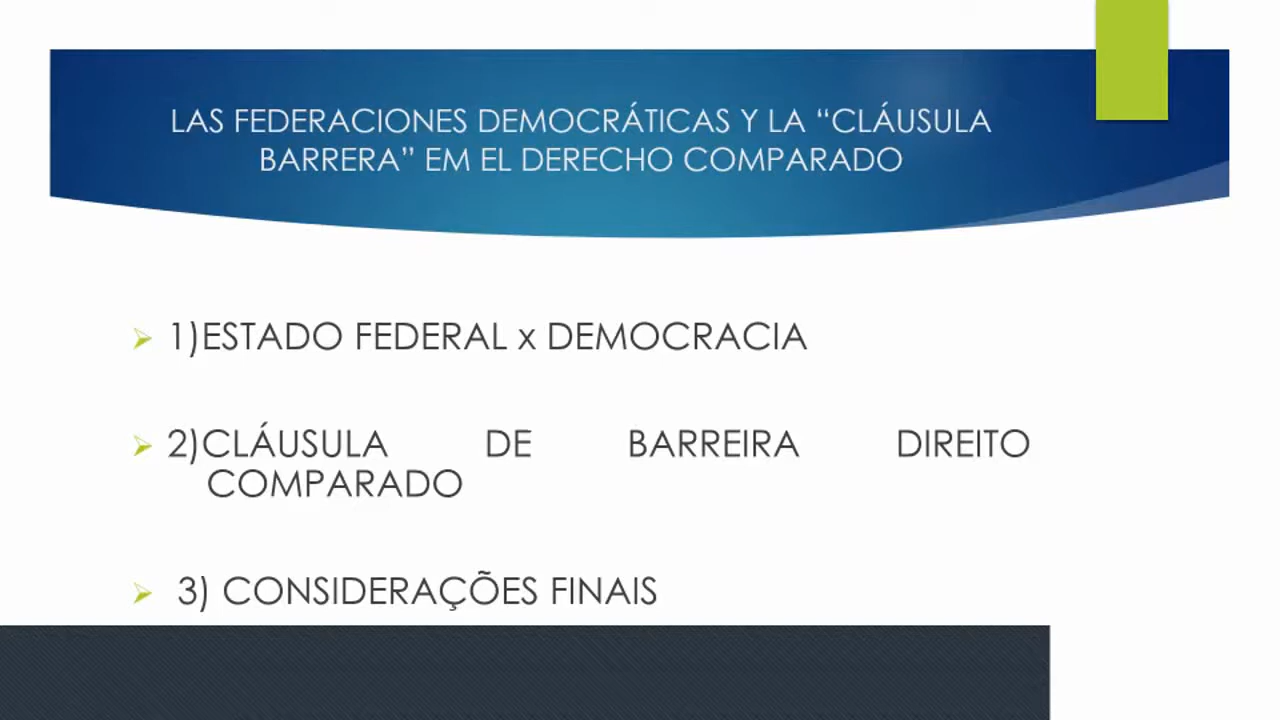 LAS FEDERACIONES DEMOCRÁTICAS Y LA “CLÁUSULA
BARRERA” EM EL DERECHO COMPARADO
1)ESTADO FEDERAL x DEMOCRACIA
2)CLÁUSULA DE BARREIRA DIREITO
COMPARADO
3) CONSIDERAÇÕES FINAIS